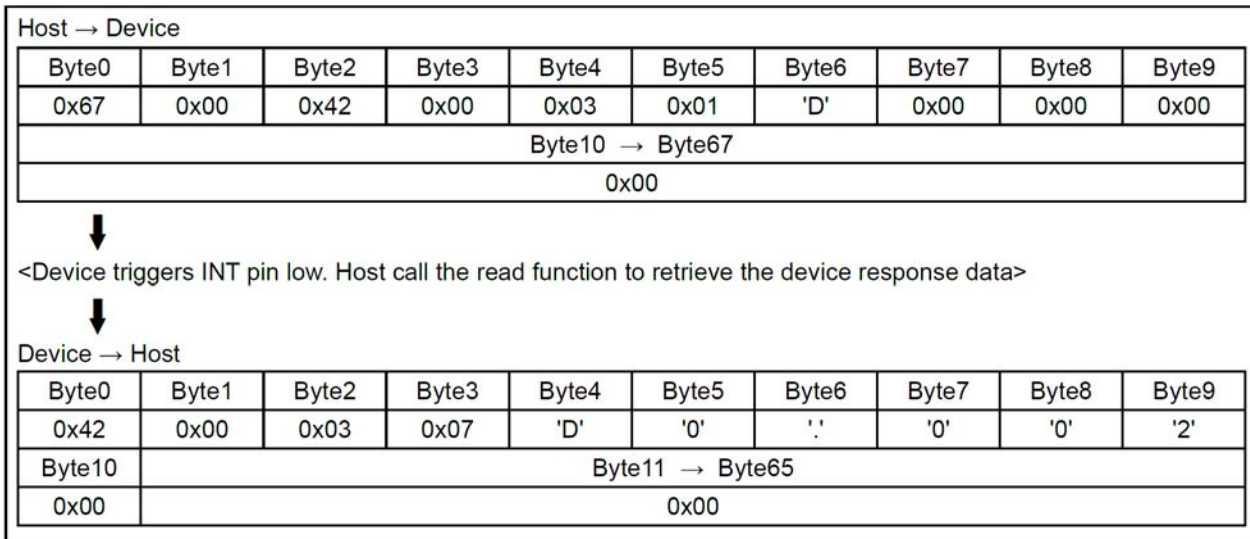 Host → Device
Byte0 Byte1 Byte2 Byte3 Byte4 Byte5 Byte6 Byte7 Byte8 Byte9
0x67 0x00 0x42 0x00 0x03 0x01 'D' 0x00 0x00 0x00
Byte10 → Byte67
0x00
<Device triggers INT pin low. Host call the read function to retrieve the device response data>
Device → Host
Byte0 Byte1 Byte2 Byte3 Byte4 Byte5 Byte6 Byte7 Byte8 Byte9
0x42 0x00 0x03 0x07 'D' '0' '.' '0' '0' '2'
Byte10 Byte11 → Byte65
0x00 0x00